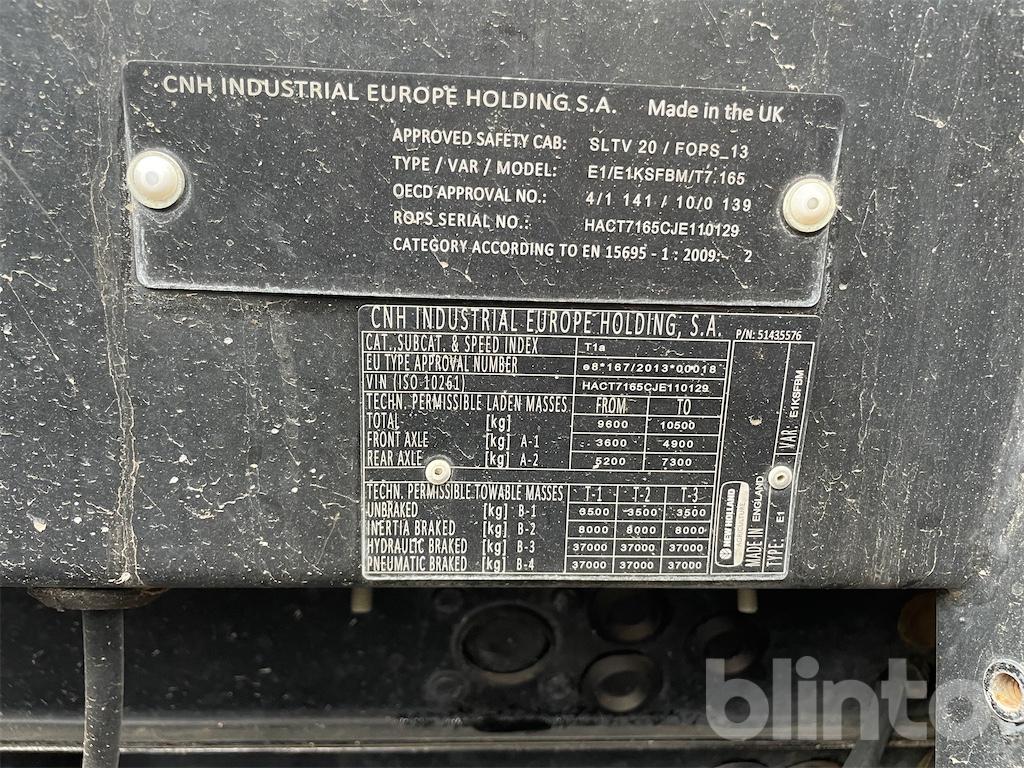 CNH INDUSTRIAL EUROPE HOLDING S.A. Made in the UK
APPROVED SAFETY CAB: SLTV 20 / FOPS_13
TYPE / VAR / MODEL: E1/E1KSFBM/T7.165
OECD APPROVAL NO.: 4/1 141 / 10/0 139
ROPS SERIAL NO.: HACT7165CJE110129
CATEGORY ACCORDING TO EN 15695 - 1 : 2009: - 2
CNH INDUSTRIAL EUROPE HOLDING, S.A. P/N: 51435576
CAT.,SUBCAT. & SPEED INDEX T1a
EU TYPE APPROVAL NUMBER e8*167/2013*00018
VIN (ISO 10261) HACT7165CJE110129
TECHN. PERMISSIBLE LADEN MASSES FROM TO
TOTAL [kg] 9600 10500
FRONT AXLE [kg] A-1 3600 4900
REAR AXLE [kg] A-2 5200 7300
TECHN. PERMISSIBLE TOWABLE MASSES T-1 T-2 T-3
UNBRAKED [kg] B-1 3500 3500 3500
INERTIA BRAKED [kg] B-2 8000 8000 8000
HYDRAULIC BRAKED [kg] B-3 37000 37000 37000
PNEUMATIC BRAKED [kg] B-4 37000 37000 37000
NEW HOLLAND
MADE IN ENGLAND
TYPE: E1
VAR: E1KSFBM
blinto